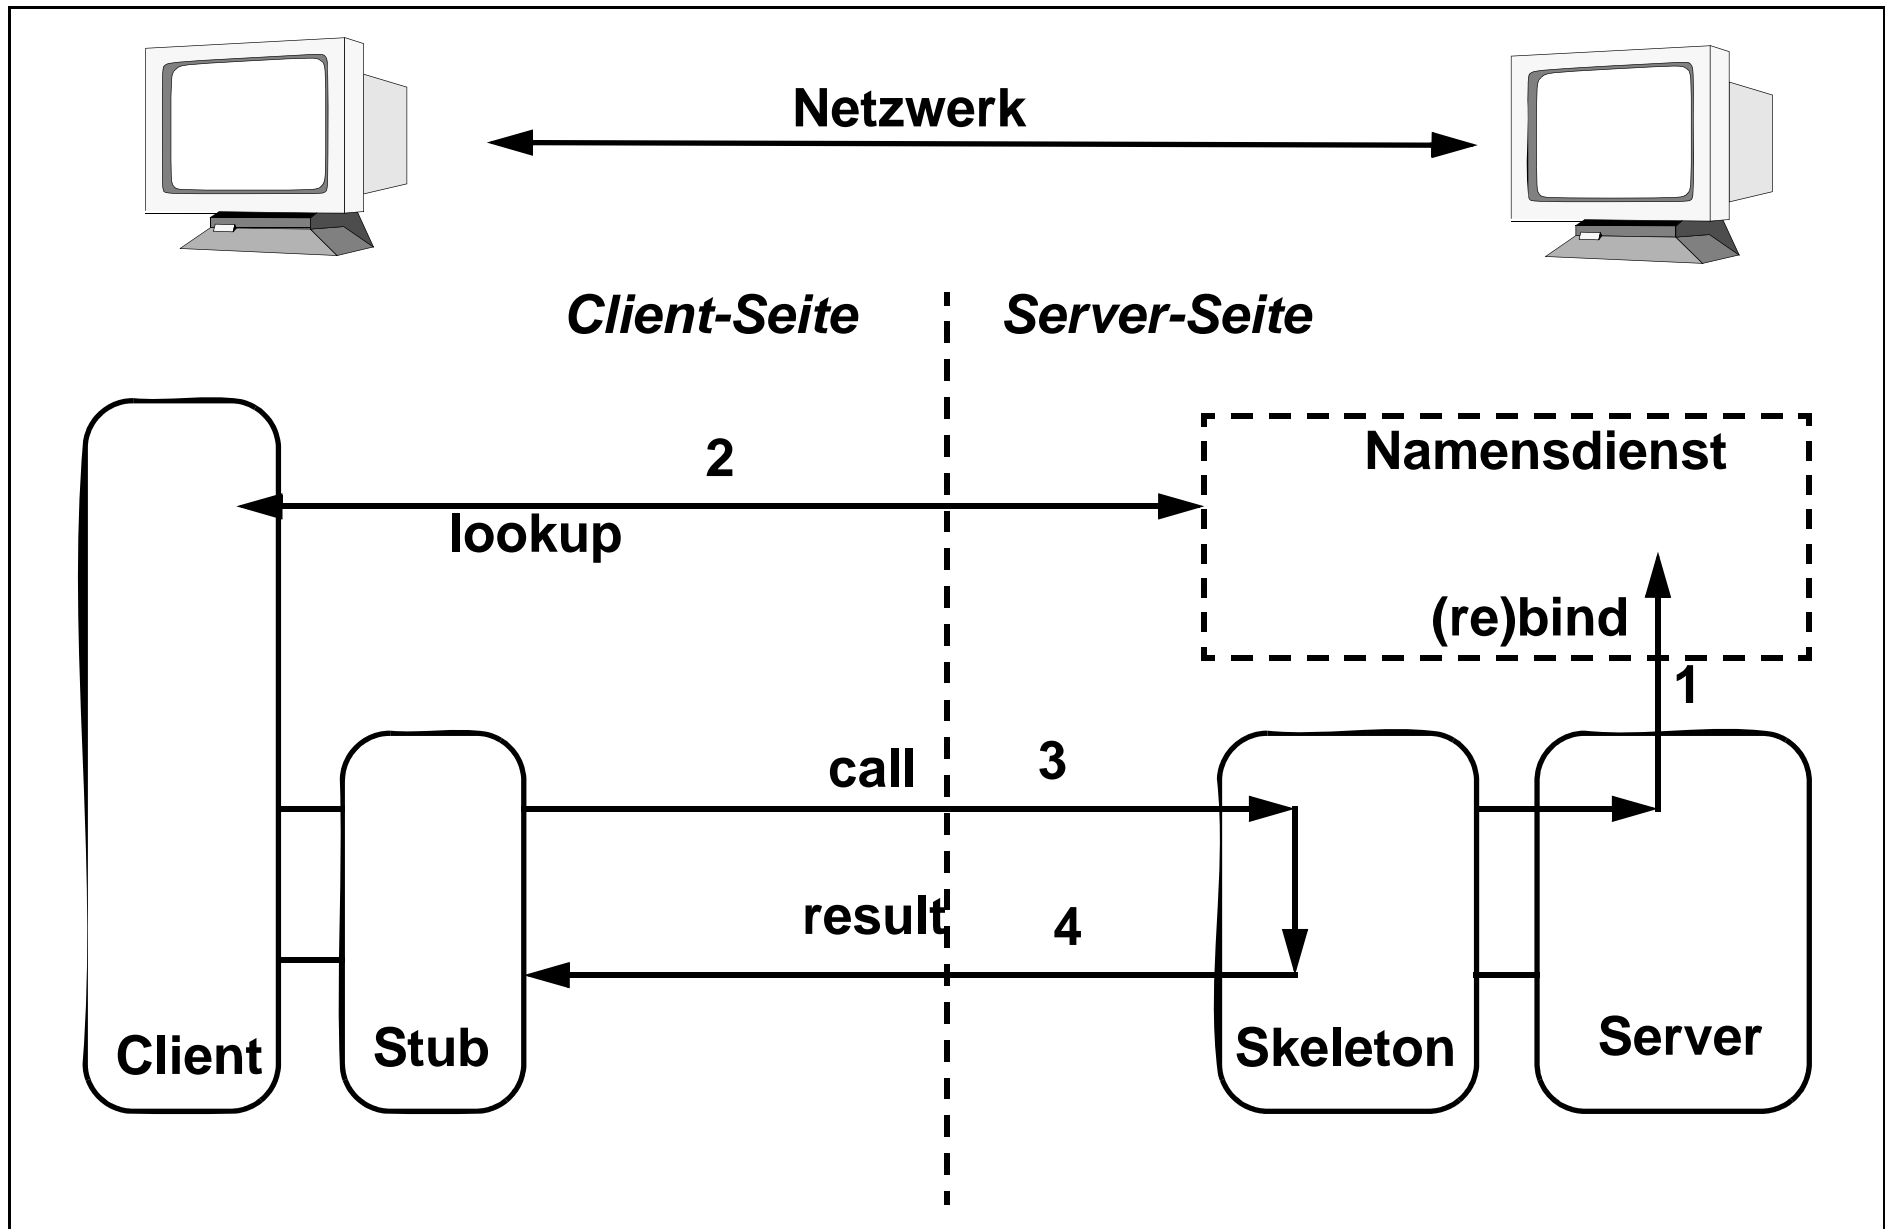 Netzwerk
Client-Seite
Server-Seite
2
lookup
Namensdienst
(re)bind
1
call
3
result
4
Client
Stub
Skeleton
Server